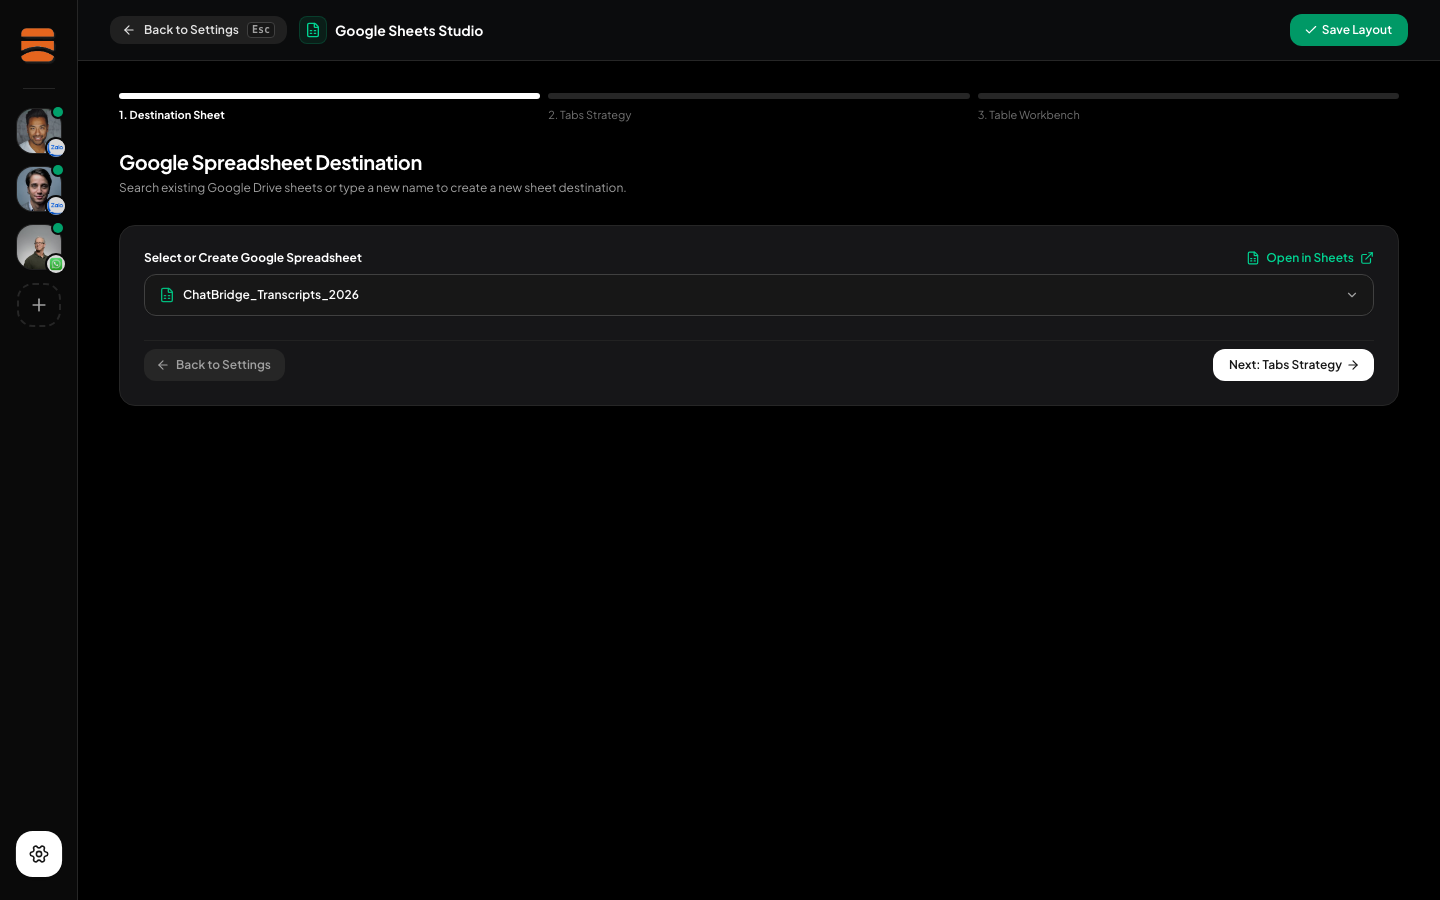 Back to Settings Esc
Google Sheets Studio
Save Layout
1. Destination Sheet
2. Tabs Strategy
3. Table Workbench
Google Spreadsheet Destination
Search existing Google Drive sheets or type a new name to create a new sheet destination.
Select or Create Google Spreadsheet
Open in Sheets
ChatBridge_Transcripts_2026
Back to Settings
Next: Tabs Strategy
Zalo
Zalo